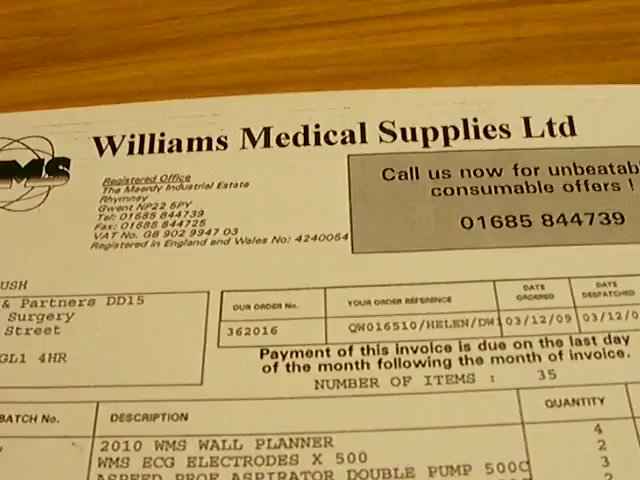 Williams Medical Supplies Ltd
WMS
Registered Office
The Maerdy Industrial Estate
Rhymney
Gwent NP22 5PY
Tel: 01685 844739
Fax: 01685 844725
VAT No. GB 902 9947 03
Registered in England and Wales No: 4240054
Call us now for unbeatab
consumable offers !
01685 844739
USH
& Partners DD15
Surgery
Street
GL1 4HR
OUR ORDER No. YOUR ORDER REFERENCE DATE ORDERED DATE DESPATCHED
362016 QW016510/HELEN/DW 03/12/09 03/12/0
Payment of this invoice is due on the last day
of the month following the month of invoice.
NUMBER OF ITEMS : 35
BATCH No. DESCRIPTION QUANTITY
2010 WMS WALL PLANNER 4
WMS ECG ELECTRODES X 500 2
ASPEED PROF ASPIRATOR DOUBLE PUMP 500C 3